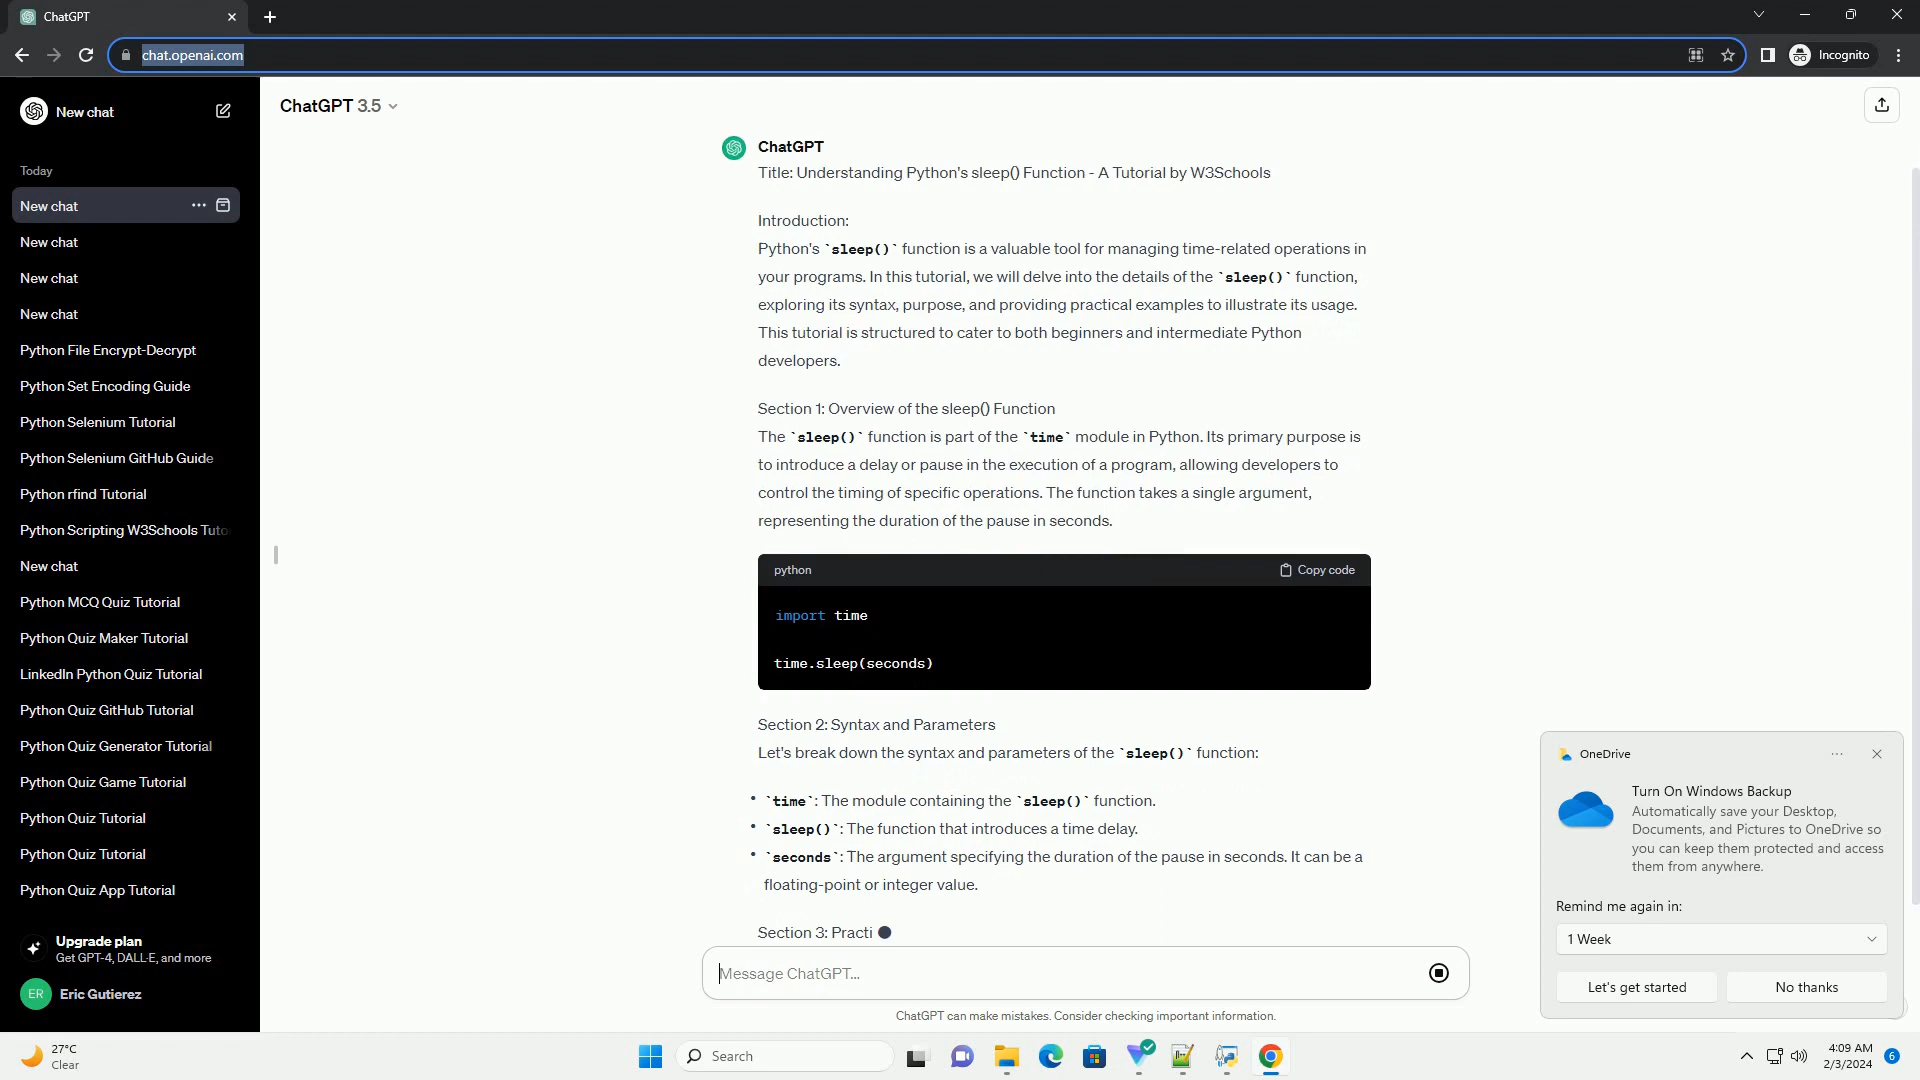 ChatGPT
chat.openai.com
Incognito
New chat
Today
New chat
New chat
New chat
New chat
Python File Encrypt-Decrypt
Python Set Encoding Guide
Python Selenium Tutorial
Python Selenium GitHub Guide
Python rfind Tutorial
Python Scripting W3Schools Tuto
New chat
Python MCQ Quiz Tutorial
Python Quiz Maker Tutorial
LinkedIn Python Quiz Tutorial
Python Quiz GitHub Tutorial
Python Quiz Generator Tutorial
Python Quiz Game Tutorial
Python Quiz Tutorial
Python Quiz Tutorial
Python Quiz App Tutorial
Upgrade plan
Get GPT-4, DALL·E, and more
ER
Eric Gutierez
ChatGPT 3.5
ChatGPT
Title: Understanding Python's sleep() Function - A Tutorial by W3Schools
Introduction:
Python's `sleep()` function is a valuable tool for managing time-related operations in
your programs. In this tutorial, we will delve into the details of the `sleep()` function,
exploring its syntax, purpose, and providing practical examples to illustrate its usage.
This tutorial is structured to cater to both beginners and intermediate Python
developers.
Section 1: Overview of the sleep() Function
The `sleep()` function is part of the `time` module in Python. Its primary purpose is
to introduce a delay or pause in the execution of a program, allowing developers to
control the timing of specific operations. The function takes a single argument,
representing the duration of the pause in seconds.
python
Copy code
import time
time.sleep(seconds)
Section 2: Syntax and Parameters
Let's break down the syntax and parameters of the `sleep()` function:
• `time`: The module containing the `sleep()` function.
• `sleep()`: The function that introduces a time delay.
• `seconds`: The argument specifying the duration of the pause in seconds. It can be a
floating-point or integer value.
Section 3: Practi
Message ChatGPT...
ChatGPT can make mistakes. Consider checking important information.
OneDrive
Turn On Windows Backup
Automatically save your Desktop,
Documents, and Pictures to OneDrive so
you can keep them protected and access
them from anywhere.
Remind me again in:
1 Week
Let's get started
No thanks
27°C
Clear
Search
4:09 AM
2/3/2024
6